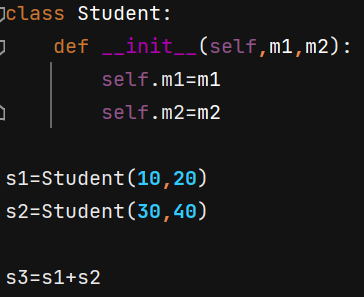 class Student:
    def __init__(self,m1,m2):
        self.m1=m1
        self.m2=m2

s1=Student(10,20)
s2=Student(30,40)

s3=s1+s2